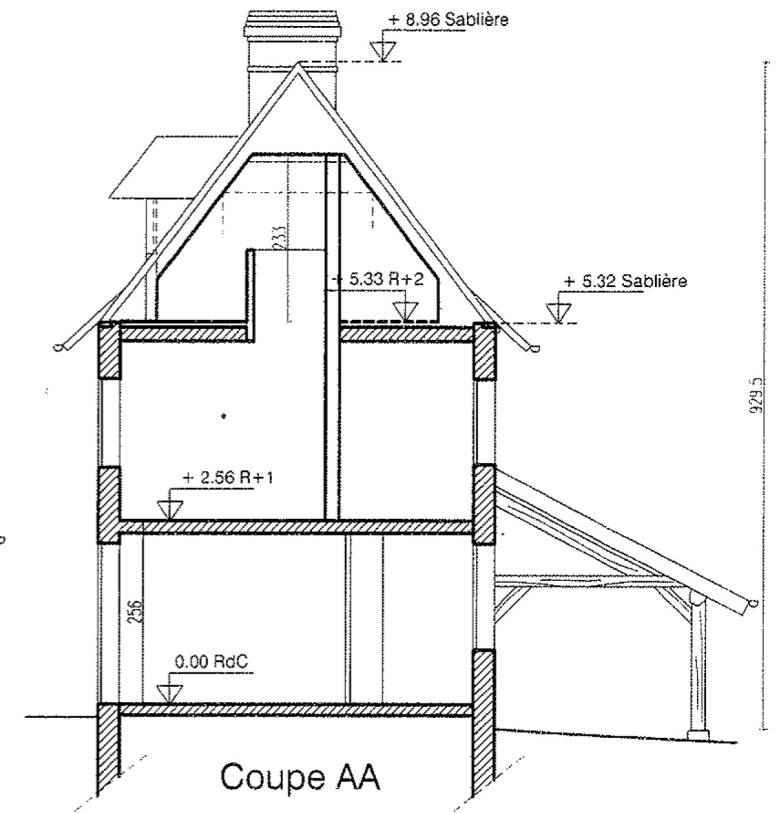 + 8.96 Sablière
233
+ 5.33 R+2
+ 5.32 Sablière
929.5
+ 2.56 R+1
256
0.00 RdC
Coupe AA